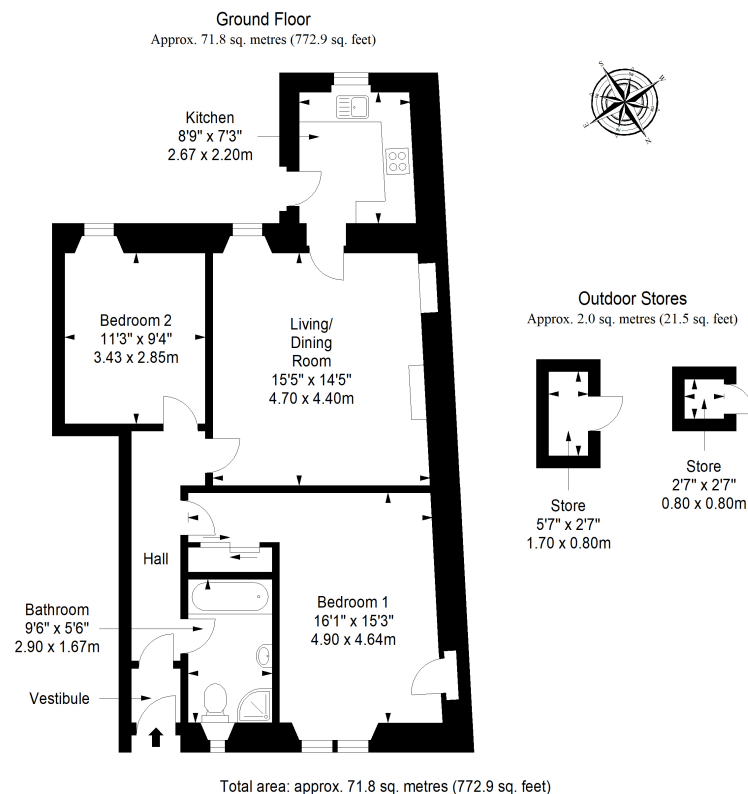 Ground Floor
Approx. 71.8 sq. metres (772.9 sq. feet)
Kitchen
8'9" x 7'3"
2.67 x 2.20m
S
W
E
N
Bedroom 2
11'3" x 9'4"
3.43 x 2.85m
Living/
Dining
Room
15'5" x 14'5"
4.70 x 4.40m
Outdoor Stores
Approx. 2.0 sq. metres (21.5 sq. feet)
Store
5'7" x 2'7"
1.70 x 0.80m
Store
2'7" x 2'7"
0.80 x 0.80m
Hall
Bathroom
9'6" x 5'6"
2.90 x 1.67m
Bedroom 1
16'1" x 15'3"
4.90 x 4.64m
Vestibule
Total area: approx. 71.8 sq. metres (772.9 sq. feet)